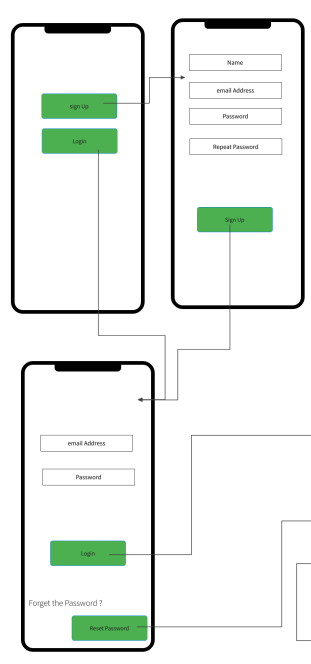 sign Up
Login
Name
email Address
Password
Repeat Password
Sign Up
email Address
Password
Login
Forget the Password ?
Reset Password